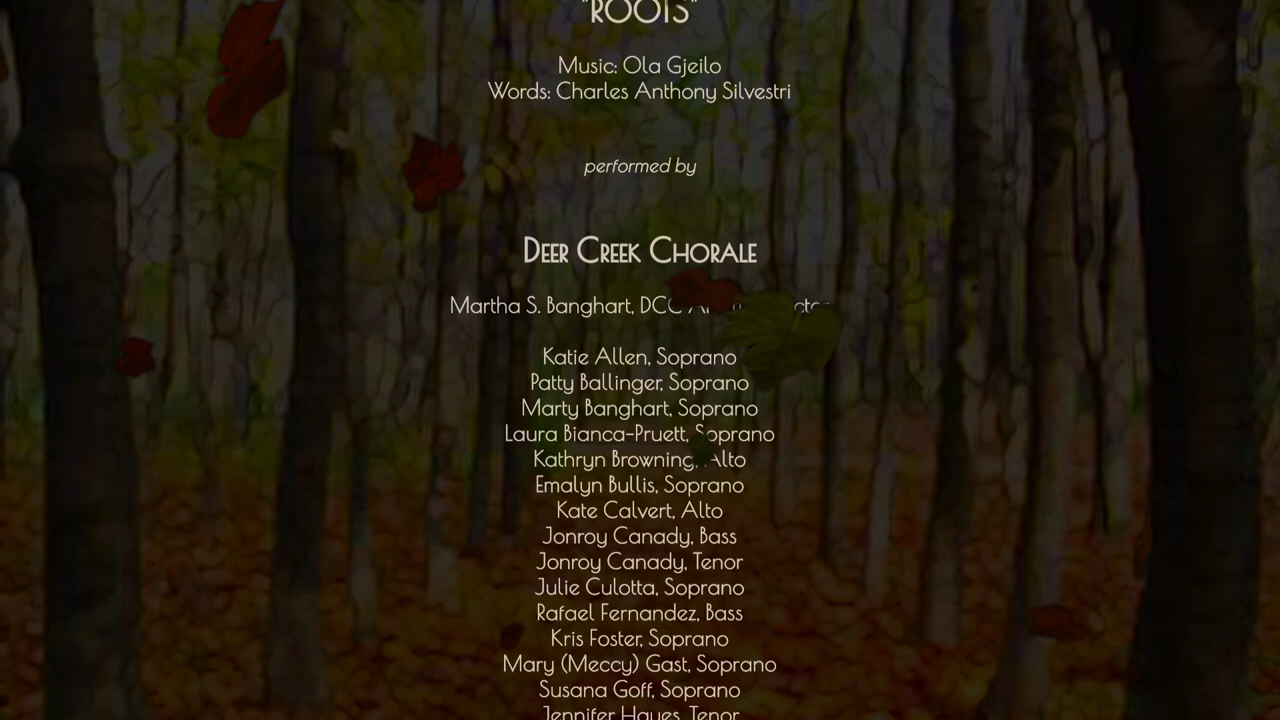 "ROOTS"
Music: Ola Gjeilo
Words: Charles Anthony Silvestri
performed by
DEER CREEK CHORALE
Martha S. Banghart, DCC
Katie Allen, Soprano
Patty Ballinger, Soprano
Marty Banghart, Soprano
Laura Bianca-Pruett, Soprano
Kathryn Browning, Alto
Emalyn Bullis, Soprano
Kate Calvert, Alto
Jonroy Canady, Bass
Jonroy Canady, Tenor
Julie Culotta, Soprano
Rafael Fernandez, Bass
Kris Foster, Soprano
Mary (Meccy) Gast, Soprano
Susana Goff, Soprano
Jennifer Hayes, Tenor